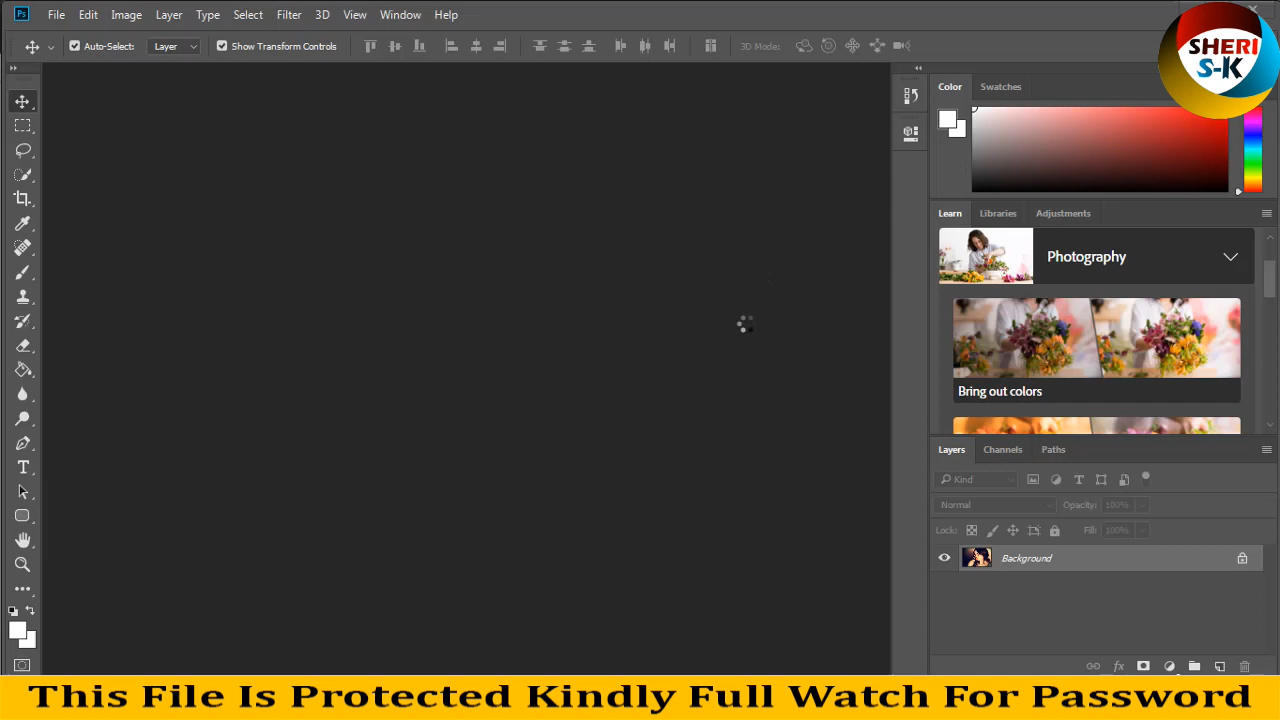 Ps File Edit Image Layer Type Select Filter 3D View Window Help
Auto-Select: Layer Show Transform Controls 3D Mode:
SHERI
S-K
Color Swatches
Learn Libraries Adjustments
Photography
Bring out colors
Layers Channels Paths
Kind
Normal Opacity: 100%
Lock: Fill: 100%
Background
fx
This File Is Protected Kindly Full Watch For Password